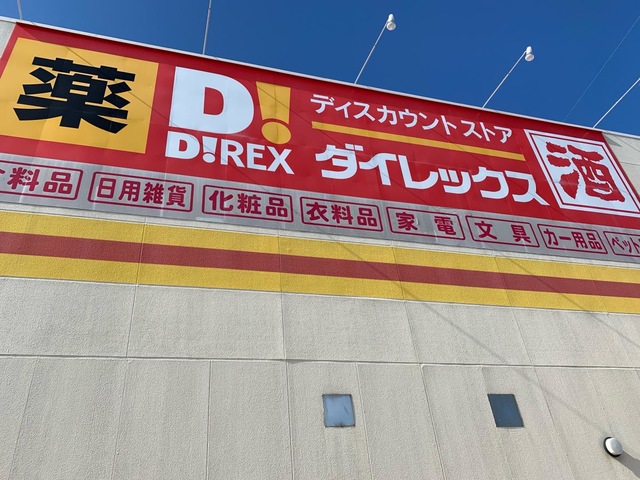 薬
D!
D!REX
ディスカウントストア
ダイレックス
酒
食料品 日用雑貨 化粧品 衣料品 家電 文具 カー用品 ペット